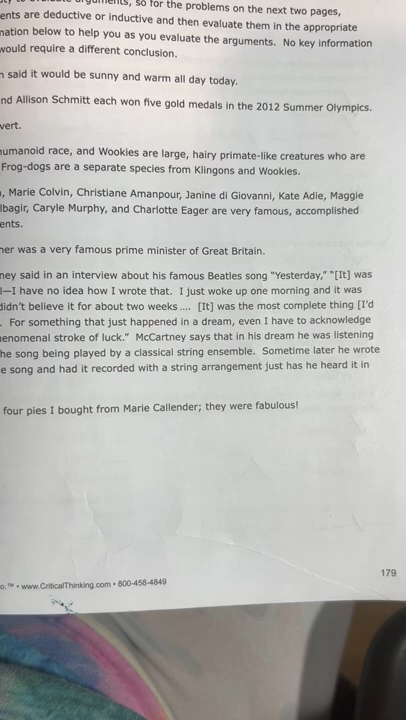 arguments, so for the problems on the next two pages,
ents are deductive or inductive and then evaluate them in the appropriate
nation below to help you as you evaluate the arguments. No key information
would require a different conclusion.
n said it would be sunny and warm all day today.
nd Allison Schmitt each won five gold medals in the 2012 Summer Olympics.
vert.
umanoid race, and Wookies are large, hairy primate-like creatures who are
Frog-dogs are a separate species from Klingons and Wookies.
, Marie Colvin, Christiane Amanpour, Janine di Giovanni, Kate Adie, Maggie
lbagir, Caryle Murphy, and Charlotte Eager are very famous, accomplished
ents.
her was a very famous prime minister of Great Britain.
ney said in an interview about his famous Beatles song "Yesterday," "[It] was
l—I have no idea how I wrote that. I just woke up one morning and it was
didn't believe it for about two weeks .... [It] was the most complete thing [I'd
. For something that just happened in a dream, even I have to acknowledge
enomenal stroke of luck." McCartney says that in his dream he was listening
he song being played by a classical string ensemble. Sometime later he wrote
e song and had it recorded with a string arrangement just has he heard it in
four pies I bought from Marie Callender; they were fabulous!
179
o.™ • www.CriticalThinking.com • 800-458-4849